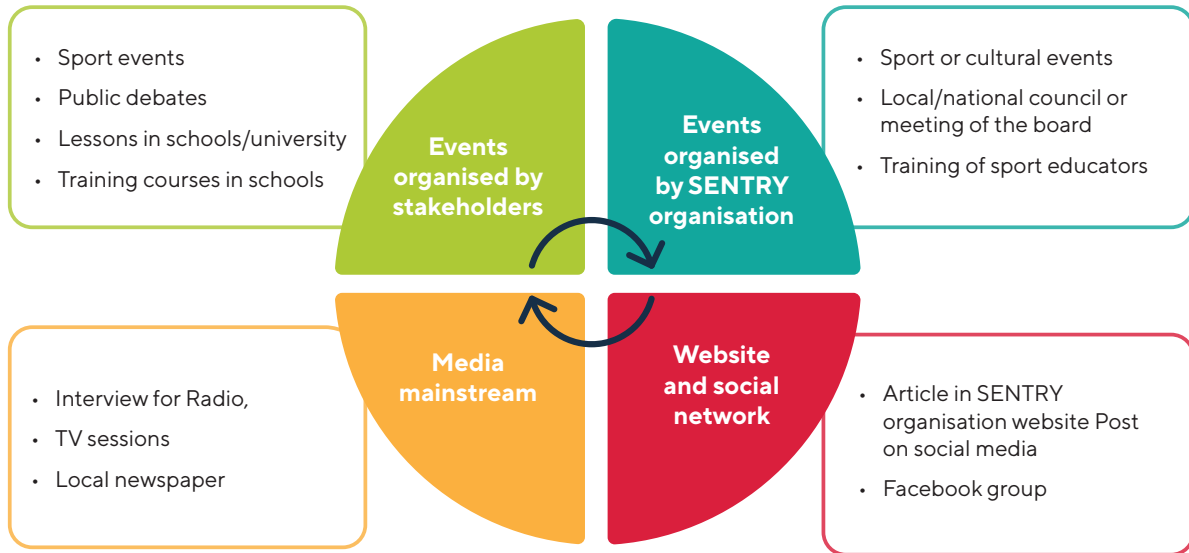 • Sport events
• Public debates
• Lessons in schools/university
• Training courses in schools
Events
organised by
stakeholders
Events
organised
by SENTRY
organisation
• Sport or cultural events
• Local/national council or
meeting of the board
• Training of sport educators
• Interview for Radio,
• TV sessions
• Local newspaper
Media
mainstream
Website
and social
network
• Article in SENTRY
organisation website Post
on social media
• Facebook group